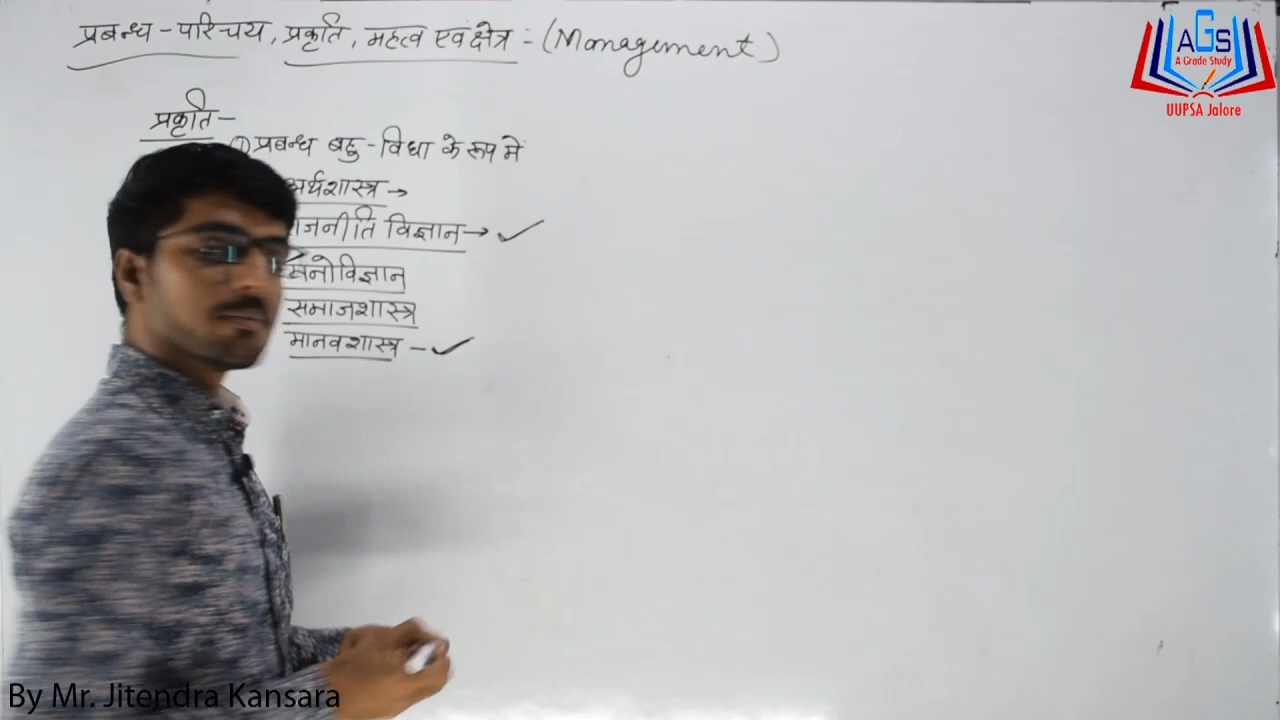 प्रबन्ध - परिचय, प्रकृति, महत्व एवं क्षेत्र :- (Management)
AGS
A Grade Study
UUPSA Jalore
प्रकृति -
① प्रबन्ध बहु - विधा के रूप में
अर्थशास्त्र →
राजनीति विज्ञान → ✓
मनोविज्ञान
समाजशास्त्र
मानवशास्त्र - ✓
By Mr. Jitendra Kansara